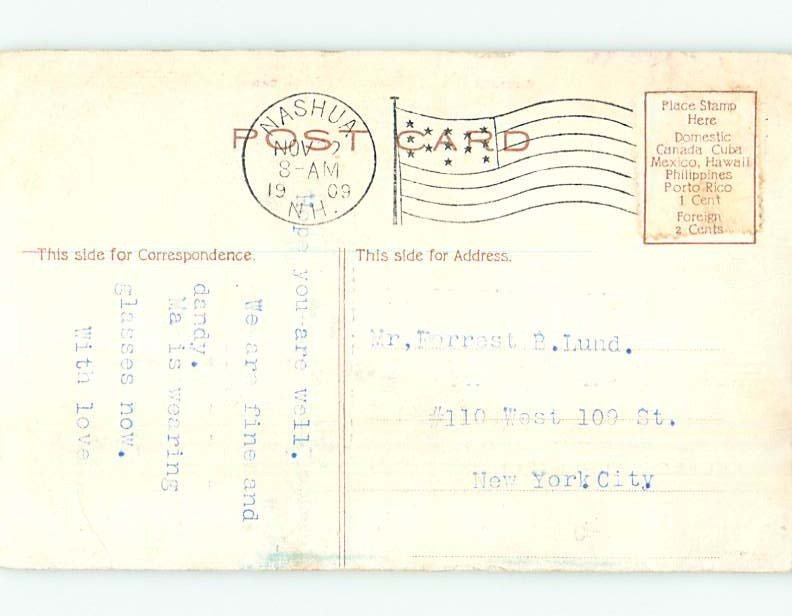 NASHUA
NOV 2
8-AM
1909
N.H.
POST CARD
Place Stamp
Here
Domestic
Canada Cuba
Mexico, Hawaii
Philippines
Porto Rico
1 Cent
Foreign
2 Cents
This side for Correspondence.
This side for Address.
Hope you are well.
We are fine and
dandy.
Ma is wearing
glasses now.
With love
Mr, Forrest B.Lund.
#110 West 109 St.
New York City